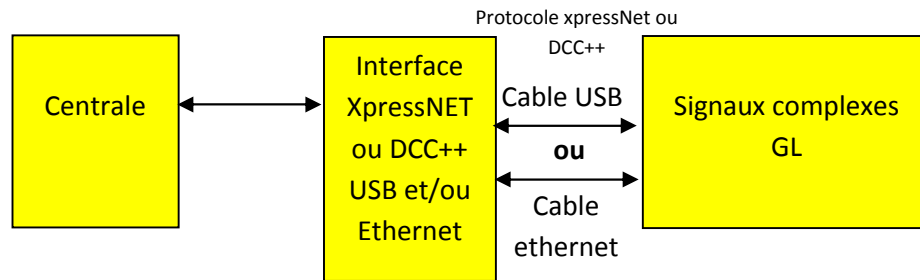 Protocole xpressNet ou
DCC++
Centrale
Interface
XpressNET
ou DCC++
USB et/ou
Ethernet
Cable USB
ou
Cable
ethernet
Signaux complexes
GL